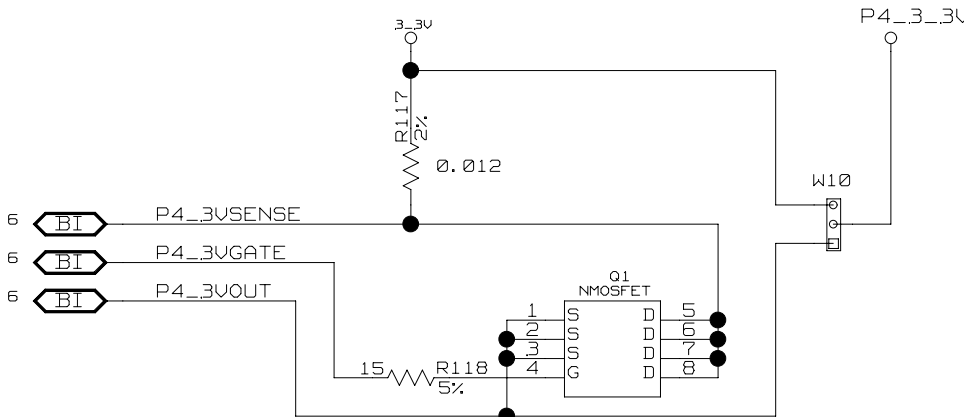 P4_3_3V
3_3V
R117
2%
0.012
W10
6 BI P4_3VSENSE
6 BI P4_3VGATE
6 BI P4_3VOUT
Q1
NMOSFET
1 S D 5
2 S D 6
3 S D 7
4 G D 8
15 R118
5%